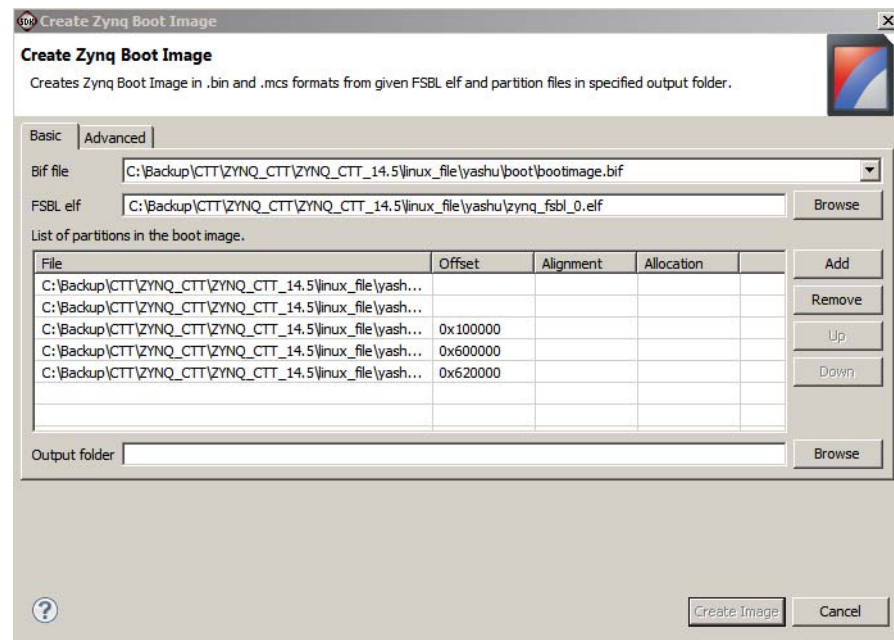 SDK Create Zynq Boot Image
Create Zynq Boot Image
Creates Zynq Boot Image in .bin and .mcs formats from given FSBL elf and partition files in specified output folder.
Basic Advanced
Bif file C:\Backup\CTT\ZYNQ_CTT\ZYNQ_CTT_14.5\linux_file\yashu\boot\bootimage.bif
FSBL elf C:\Backup\CTT\ZYNQ_CTT\ZYNQ_CTT_14.5\linux_file\yashu\zynq_fsbl_0.elf Browse
List of partitions in the boot image.
File Offset Alignment Allocation Add
C:\Backup\CTT\ZYNQ_CTT\ZYNQ_CTT_14.5\linux_file\yash...
C:\Backup\CTT\ZYNQ_CTT\ZYNQ_CTT_14.5\linux_file\yash... Remove
C:\Backup\CTT\ZYNQ_CTT\ZYNQ_CTT_14.5\linux_file\yash... 0x100000
Up
C:\Backup\CTT\ZYNQ_CTT\ZYNQ_CTT_14.5\linux_file\yash... 0x600000
C:\Backup\CTT\ZYNQ_CTT\ZYNQ_CTT_14.5\linux_file\yash... 0x620000 Down
Output folder Browse
? Create Image Cancel